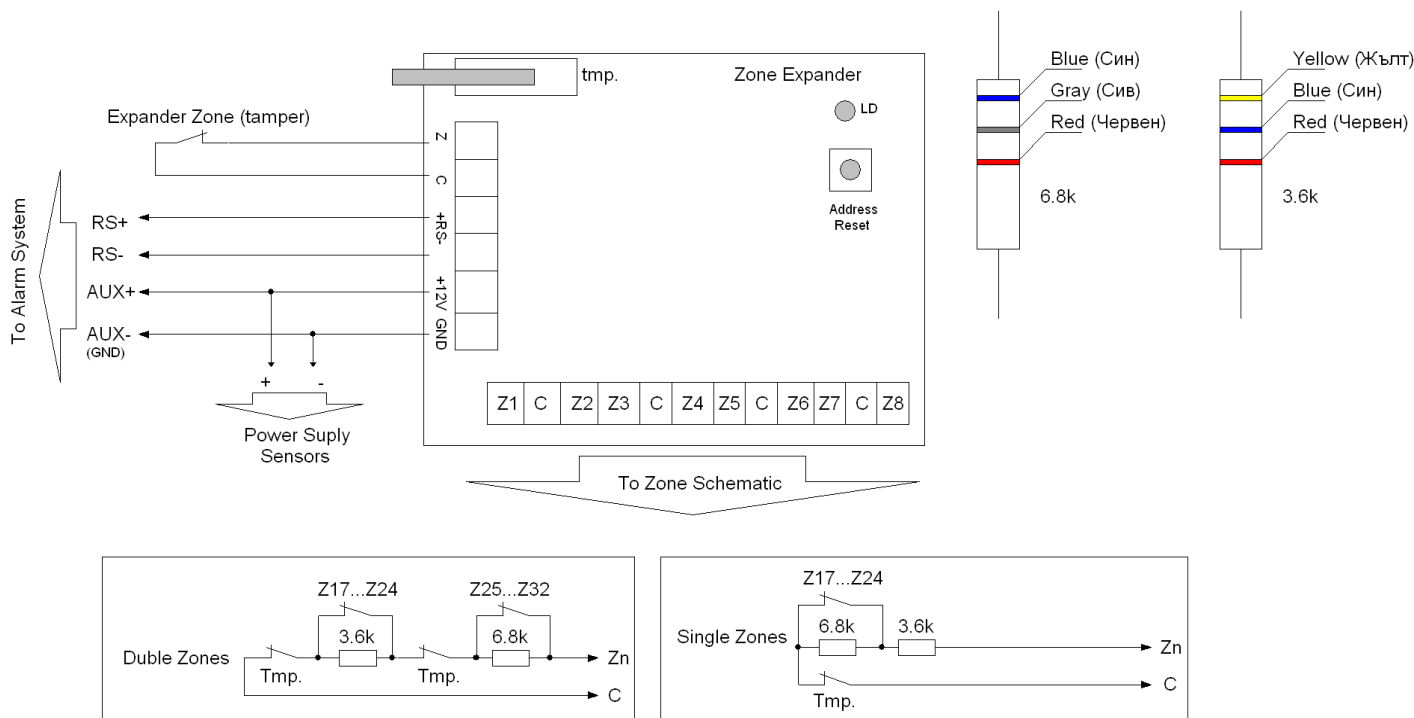 tmp.
Zone Expander
LD
Address
Reset
Expander Zone (tamper)
Z
C
+RS-
+12V
GND
To Alarm System
RS+
RS-
AUX+
AUX-
(GND)
+ -
Power Suply
Sensors
Z1 C Z2 Z3 C Z4 Z5 C Z6 Z7 C Z8
To Zone Schematic
Blue (Син)
Gray (Сив)
Red (Червен)
6.8k
Yellow (Жълт)
Blue (Син)
Red (Червен)
3.6k
Duble Zones
Z17...Z24
3.6k
Z25...Z32
6.8k
Tmp.
Tmp.
Zn
C
Single Zones
Z17...Z24
6.8k
3.6k
Tmp.
Zn
C